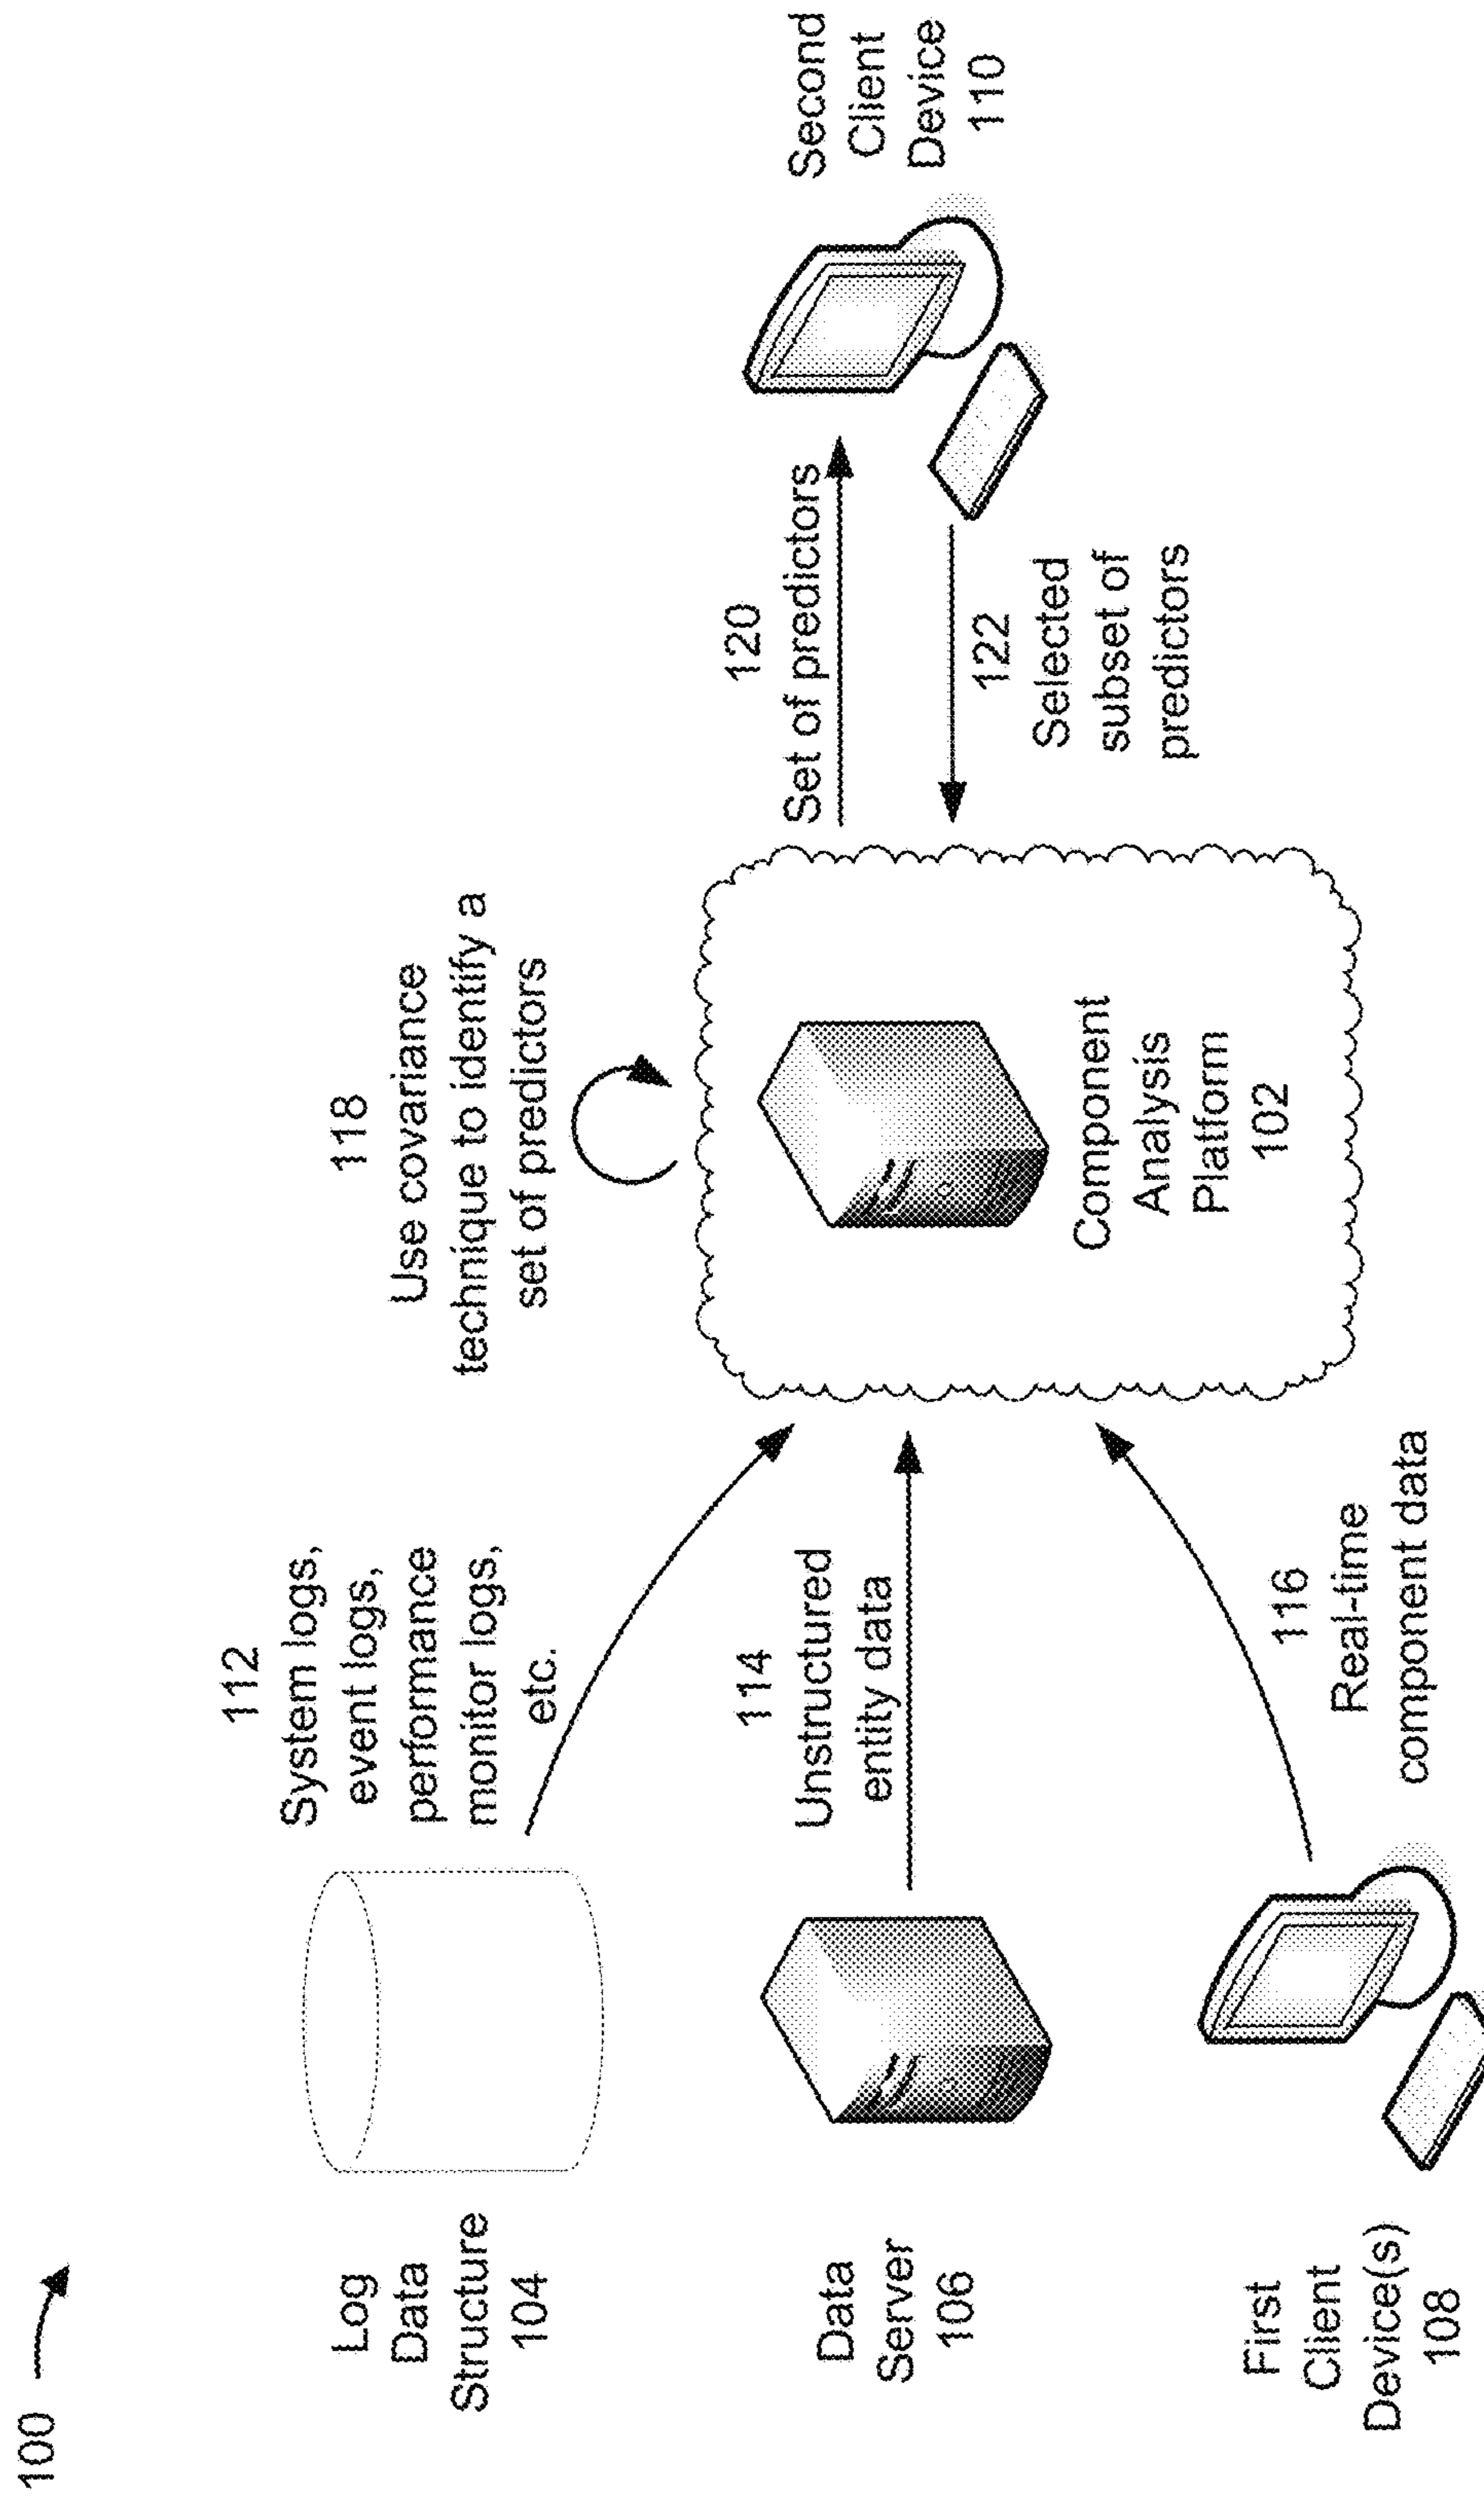 100
Log
Data
Structure
104
112
System logs,
event logs,
performance
monitor logs,
etc.
Data
Server
106
114
Unstructured
entity data
First
Client
Device(s)
108
116
Real-time
component data
118
Use covariance
technique to identify a
set of predictors
Component
Analysis
Platform
102
120
Set of predictors
122
Selected
subset of
predictors
Second
Client
Device
110